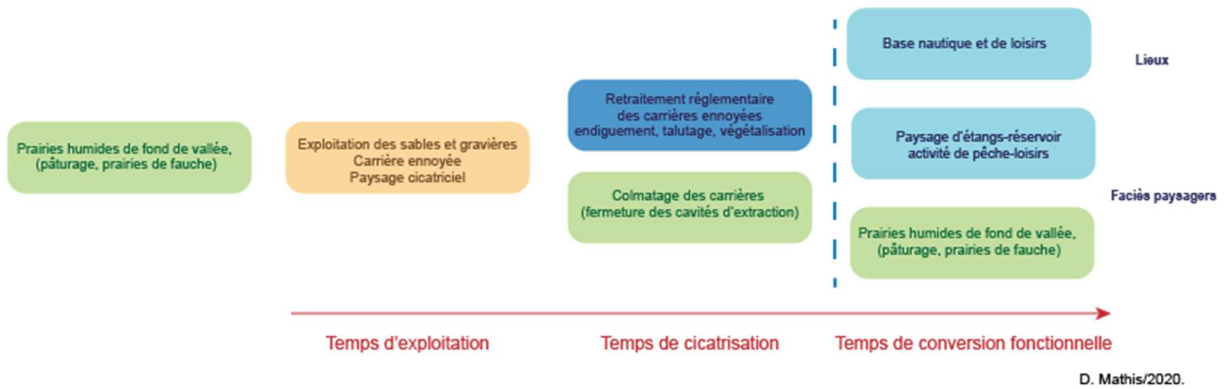 Prairies humides de fond de vallée,
(pâturage, prairies de fauche)
Exploitation des sables et gravières
Carrière ennoyée
Paysage cicatriciel
Retraitement réglementaire
des carrières ennoyées
endiguement, talutage, végétalisation
Colmatage des carrières
(fermeture des cavités d'extraction)
Base nautique et de loisirs
Paysage d'étangs-réservoir
activité de pêche-loisirs
Prairies humides de fond de vallée,
(pâturage, prairies de fauche)
Lieux
Faciès paysagers
Temps d'exploitation
Temps de cicatrisation
Temps de conversion fonctionnelle
D. Mathis/2020.